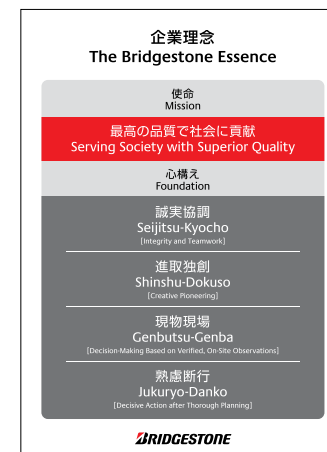 企業理念
The Bridgestone Essence
使命
Mission
最高の品質で社会に貢献
Serving Society with Superior Quality
心構え
Foundation
誠実協調
Seijitsu-Kyocho
[Integrity and Teamwork]
進取独創
Shinshu-Dokuso
[Creative Pioneering]
現物現場
Genbutsu-Genba
[Decision-Making Based on Verified, On-Site Observations]
熟慮断行
Jukuryo-Danko
[Decisive Action after Thorough Planning]
BRIDGESTONE